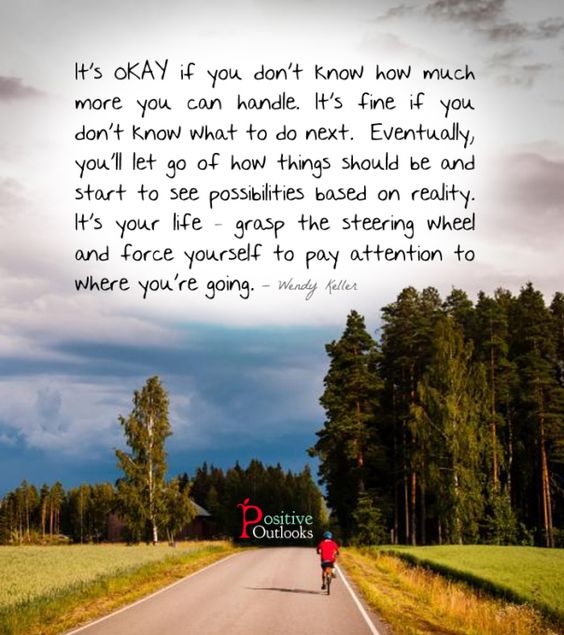 It's OKAY if you don't know how much
more you can handle. It's fine if you
don't know what to do next. Eventually,
you'll let go of how things should be and
start to see possibilities based on reality.
It's your life - grasp the steering wheel
and force yourself to pay attention to
where you're going. - Wendy Keller
Positive
Outlooks